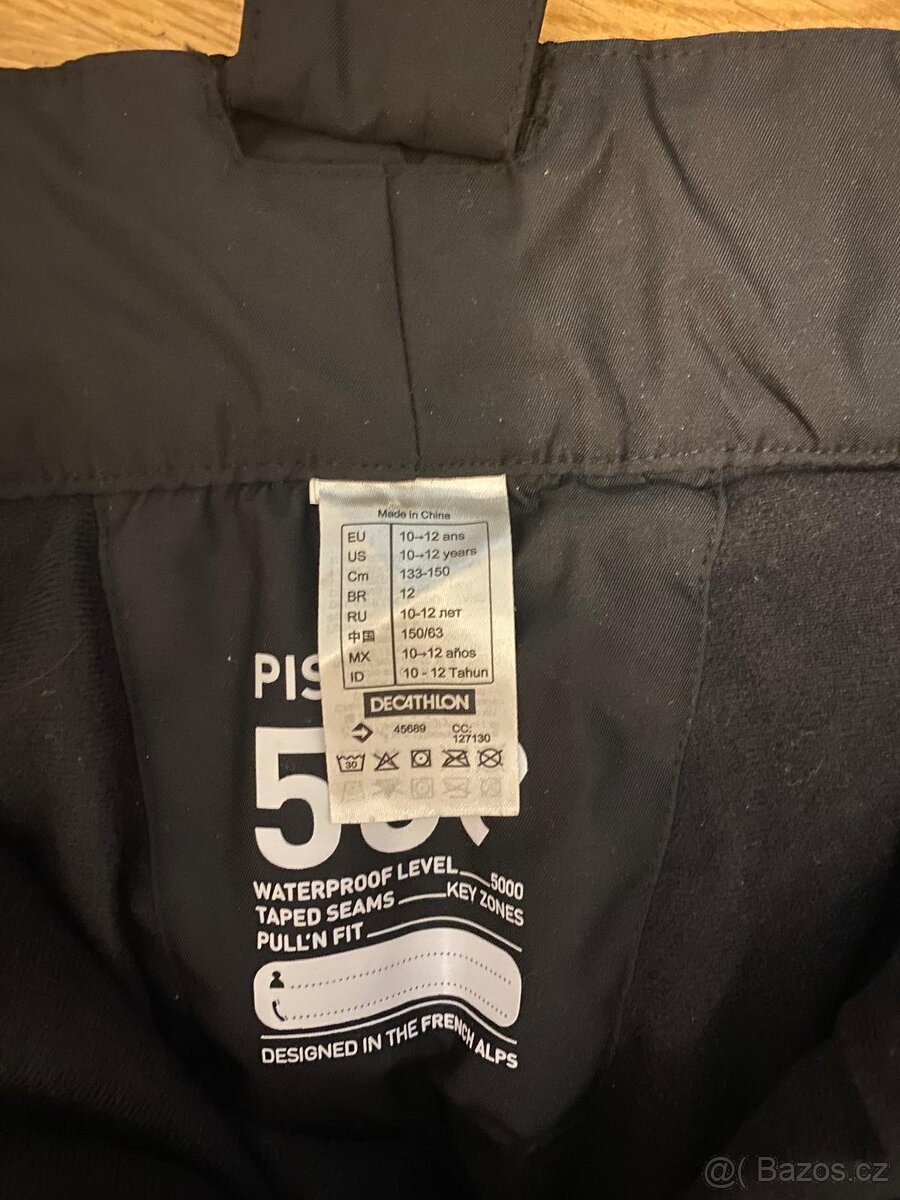 Made in China
EU 10→12 ans
US 10→12 years
Cm 133-150
BR 12
RU 10-12 лет
中国 150/63
MX 10→12 años
ID 10 - 12 Tahun
DECATHLON
45689 CC: 127130
30
WATERPROOF LEVEL 5000
TAPED SEAMS KEY ZONES
PULL'N FIT
DESIGNED IN THE FRENCH ALPS
@( Bazos.cz